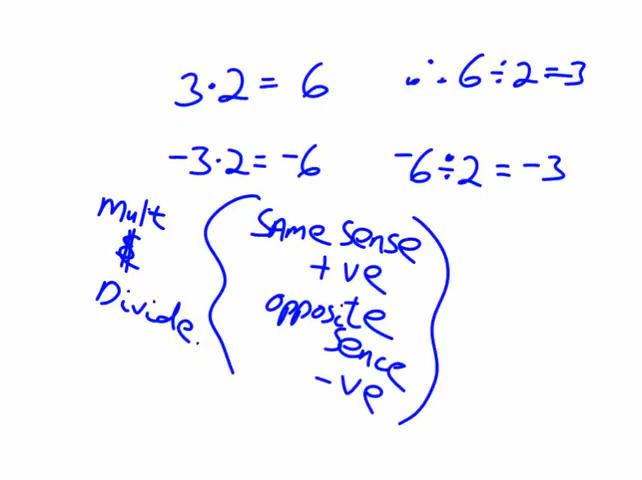 3·2 = 6 ∴ 6÷2=3
-3·2 = -6 -6÷2 = -3
Mult
&
Divide.
SAme sense
+ve
opposite
sence
-ve